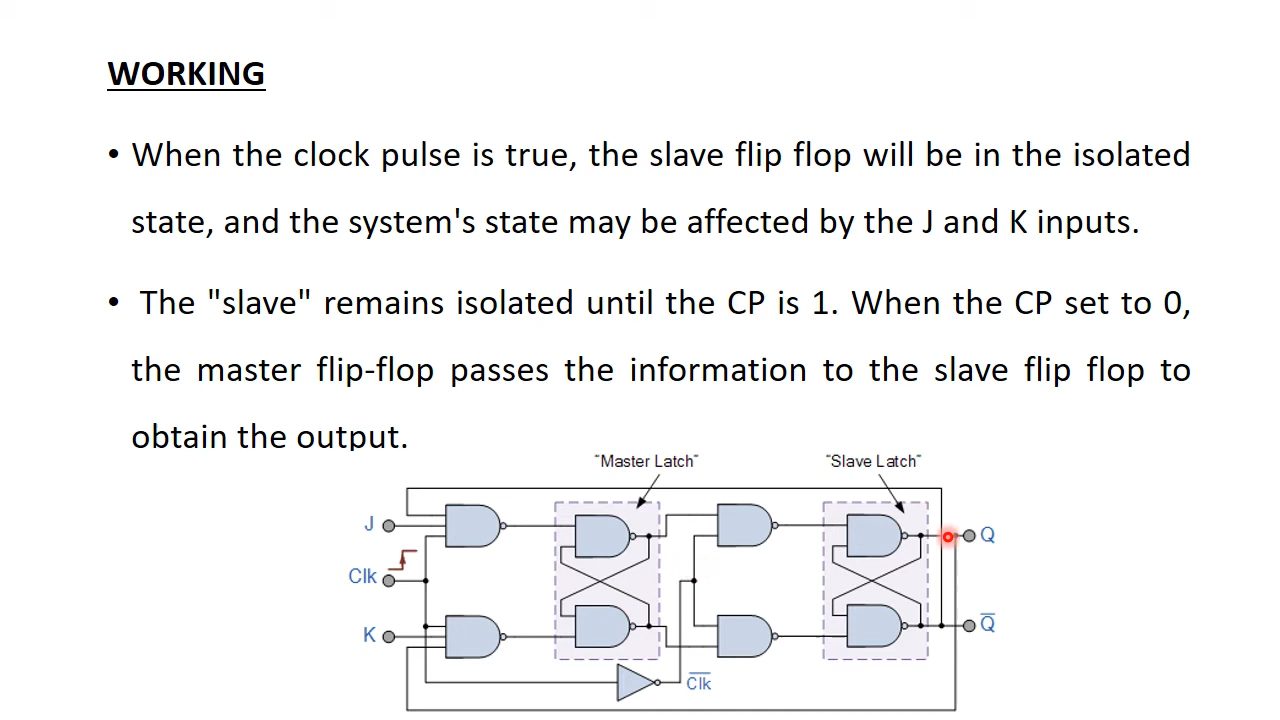 WORKING
• When the clock pulse is true, the slave flip flop will be in the isolated
state, and the system's state may be affected by the J and K inputs.
• The "slave" remains isolated until the CP is 1. When the CP set to 0,
the master flip-flop passes the information to the slave flip flop to
obtain the output.
"Master Latch" "Slave Latch"
J
Q
Clk
K
Q̅
C̅l̅k̅